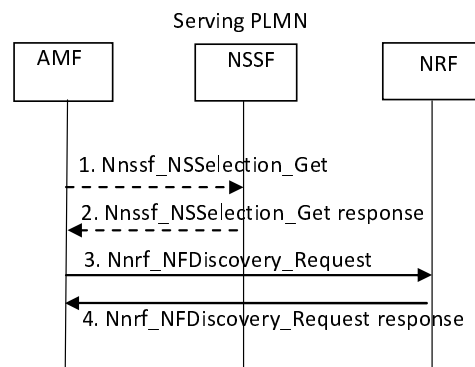 Serving PLMN
AMF
NSSF
NRF
1. Nnssf_NSSelection_Get
2. Nnssf_NSSelection_Get response
3. Nnrf_NFDiscovery_Request
4. Nnrf_NFDiscovery_Request response